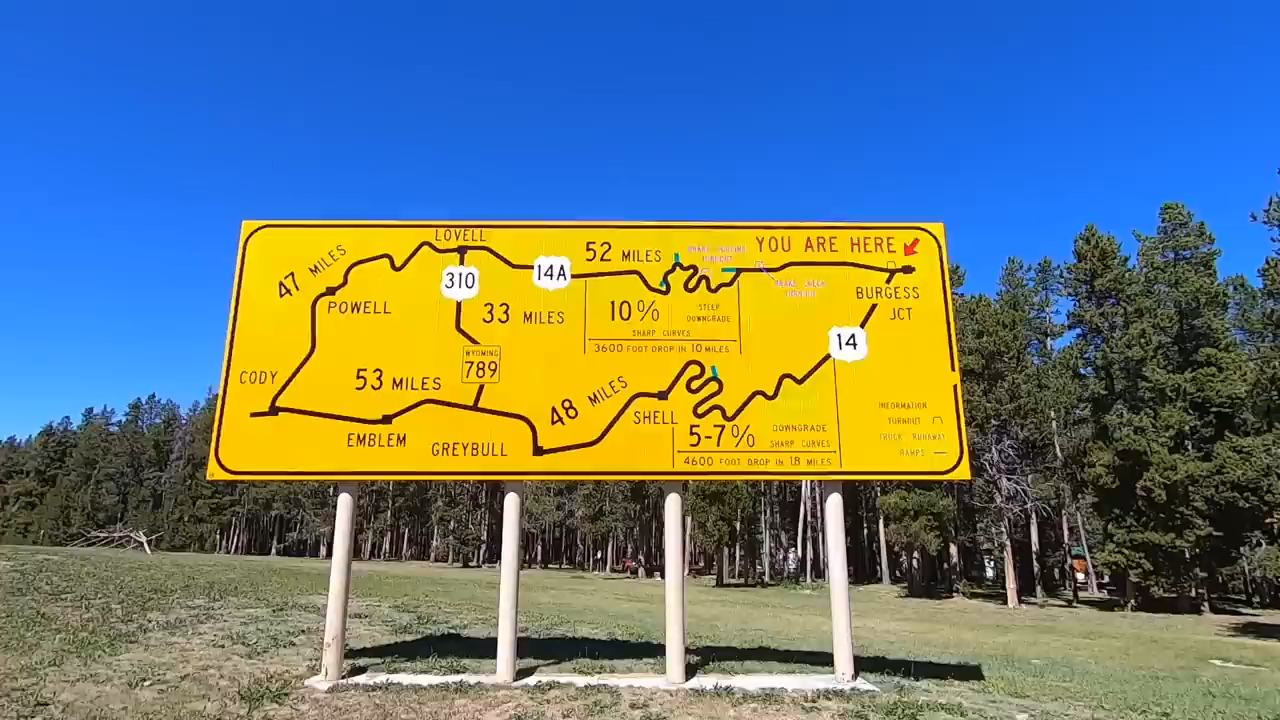 LOVELL
47 MILES
310
14A
52 MILES
YOU ARE HERE
POWELL
33 MILES
10%
STEEP
DOWNGRADE
SHARP CURVES
3600 FOOT DROP IN 10 MILES
BURGESS
JCT
14
CODY
53 MILES
WYOMING
789
48 MILES
SHELL
EMBLEM
GREYBULL
5-7%
DOWNGRADE
SHARP CURVES
4600 FOOT DROP IN 18 MILES
INFORMATION
TURNOUT
TRUCK RUNAWAY
RAMPS